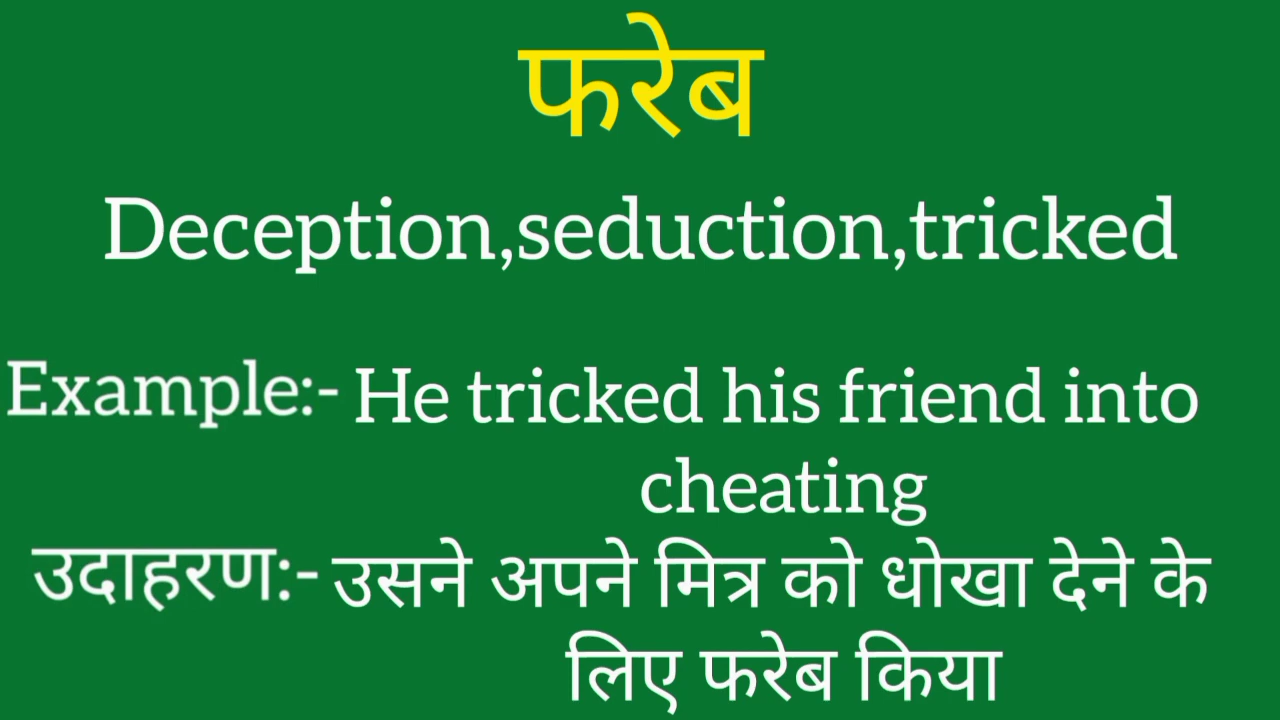 फरेब
Deception,seduction,tricked
Example:- He tricked his friend into
cheating
उदाहरण:- उसने अपने मित्र को धोखा देने के
लिए फरेब किया